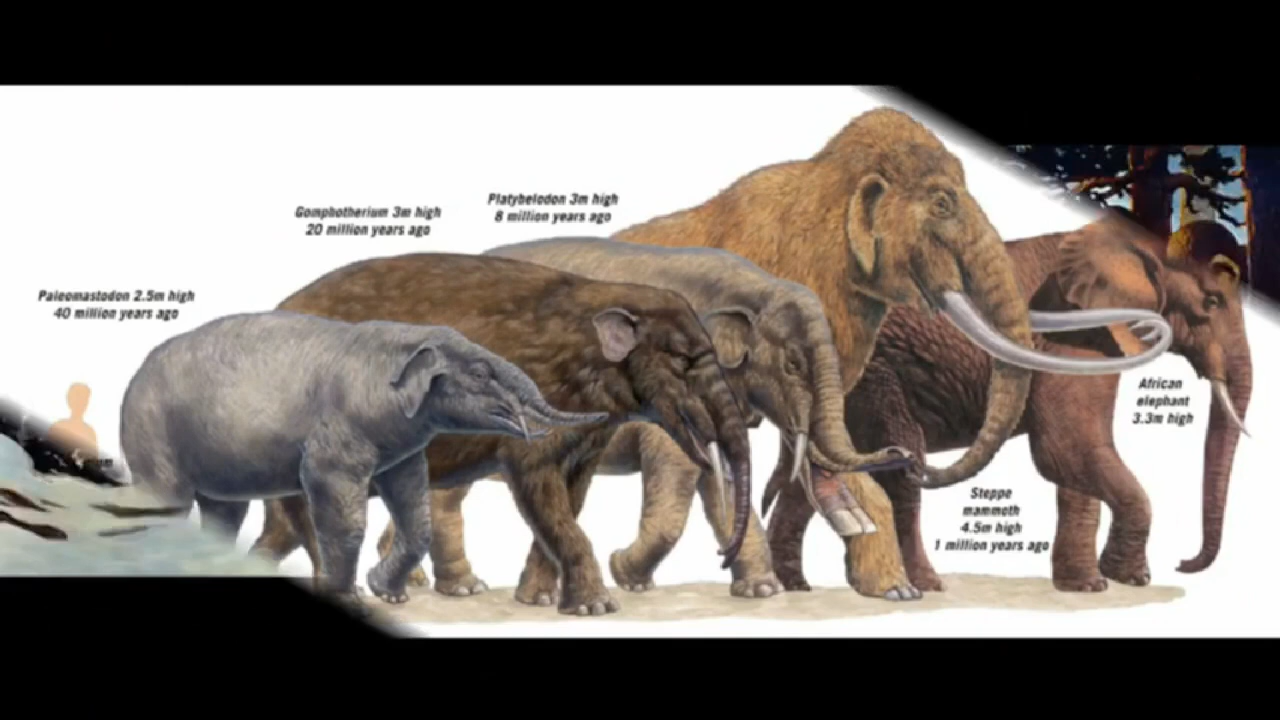 Gomphotherium 3m high
20 million years ago
Platybelodon 3m high
8 million years ago
Paleomastodon 2.5m high
40 million years ago
African
elephant
3.3m high
Steppe
mammoth
4.5m high
1 million years ago